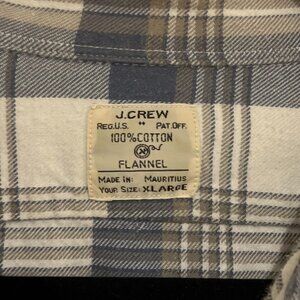 J.CREW
REG.U.S. " PAT.OFF.
100% COTTON
FLANNEL
MADE IN: MAURITIUS
YOUR SIZE: XLARGE